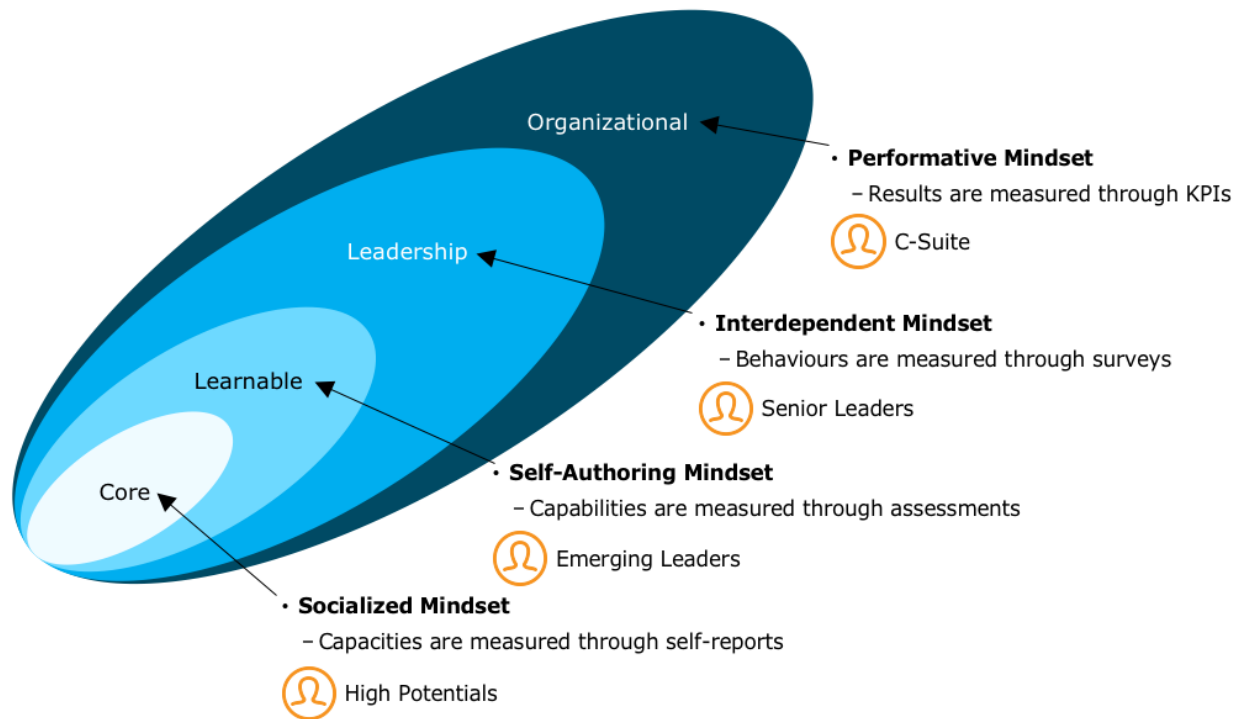 Organizational
• Performative Mindset
– Results are measured through KPIs
C-Suite
Leadership
• Interdependent Mindset
– Behaviours are measured through surveys
Senior Leaders
Learnable
• Self-Authoring Mindset
– Capabilities are measured through assessments
Emerging Leaders
Core
• Socialized Mindset
– Capacities are measured through self-reports
High Potentials